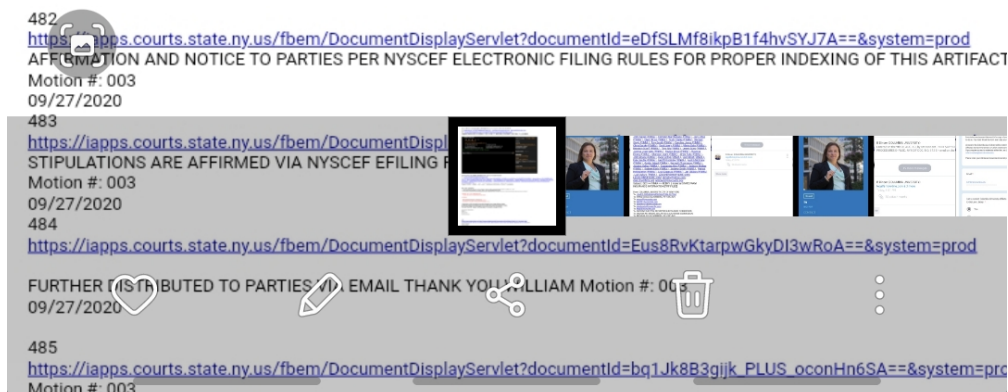 482
https://iapps.courts.state.ny.us/fbem/DocumentDisplayServlet?documentId=eDfSLMf8ikpB1f4hvSYJ7A==&system=prod
AFFIRMATION AND NOTICE TO PARTIES PER NYSCEF ELECTRONIC FILING RULES FOR PROPER INDEXING OF THIS ARTIFACT
Motion #: 003
09/27/2020
483
https://iapps.courts.state.ny.us/fbem/DocumentDispl
STIPULATIONS ARE AFFIRMED VIA NYSCEF EFILING
Motion #: 003
09/27/2020
484
https://iapps.courts.state.ny.us/fbem/DocumentDisplayServlet?documentId=Eus8RvKtarpwGkyDI3wRoA==&system=prod
FURTHER DISTRIBUTED TO PARTIES VIA EMAIL THANK YOU WILLIAM Motion #: 003
09/27/2020
485
https://iapps.courts.state.ny.us/fbem/DocumentDisplayServlet?documentId=bq1Jk8B3gijk_PLUS_oconHn6SA==&system=pro
Motion #: 003